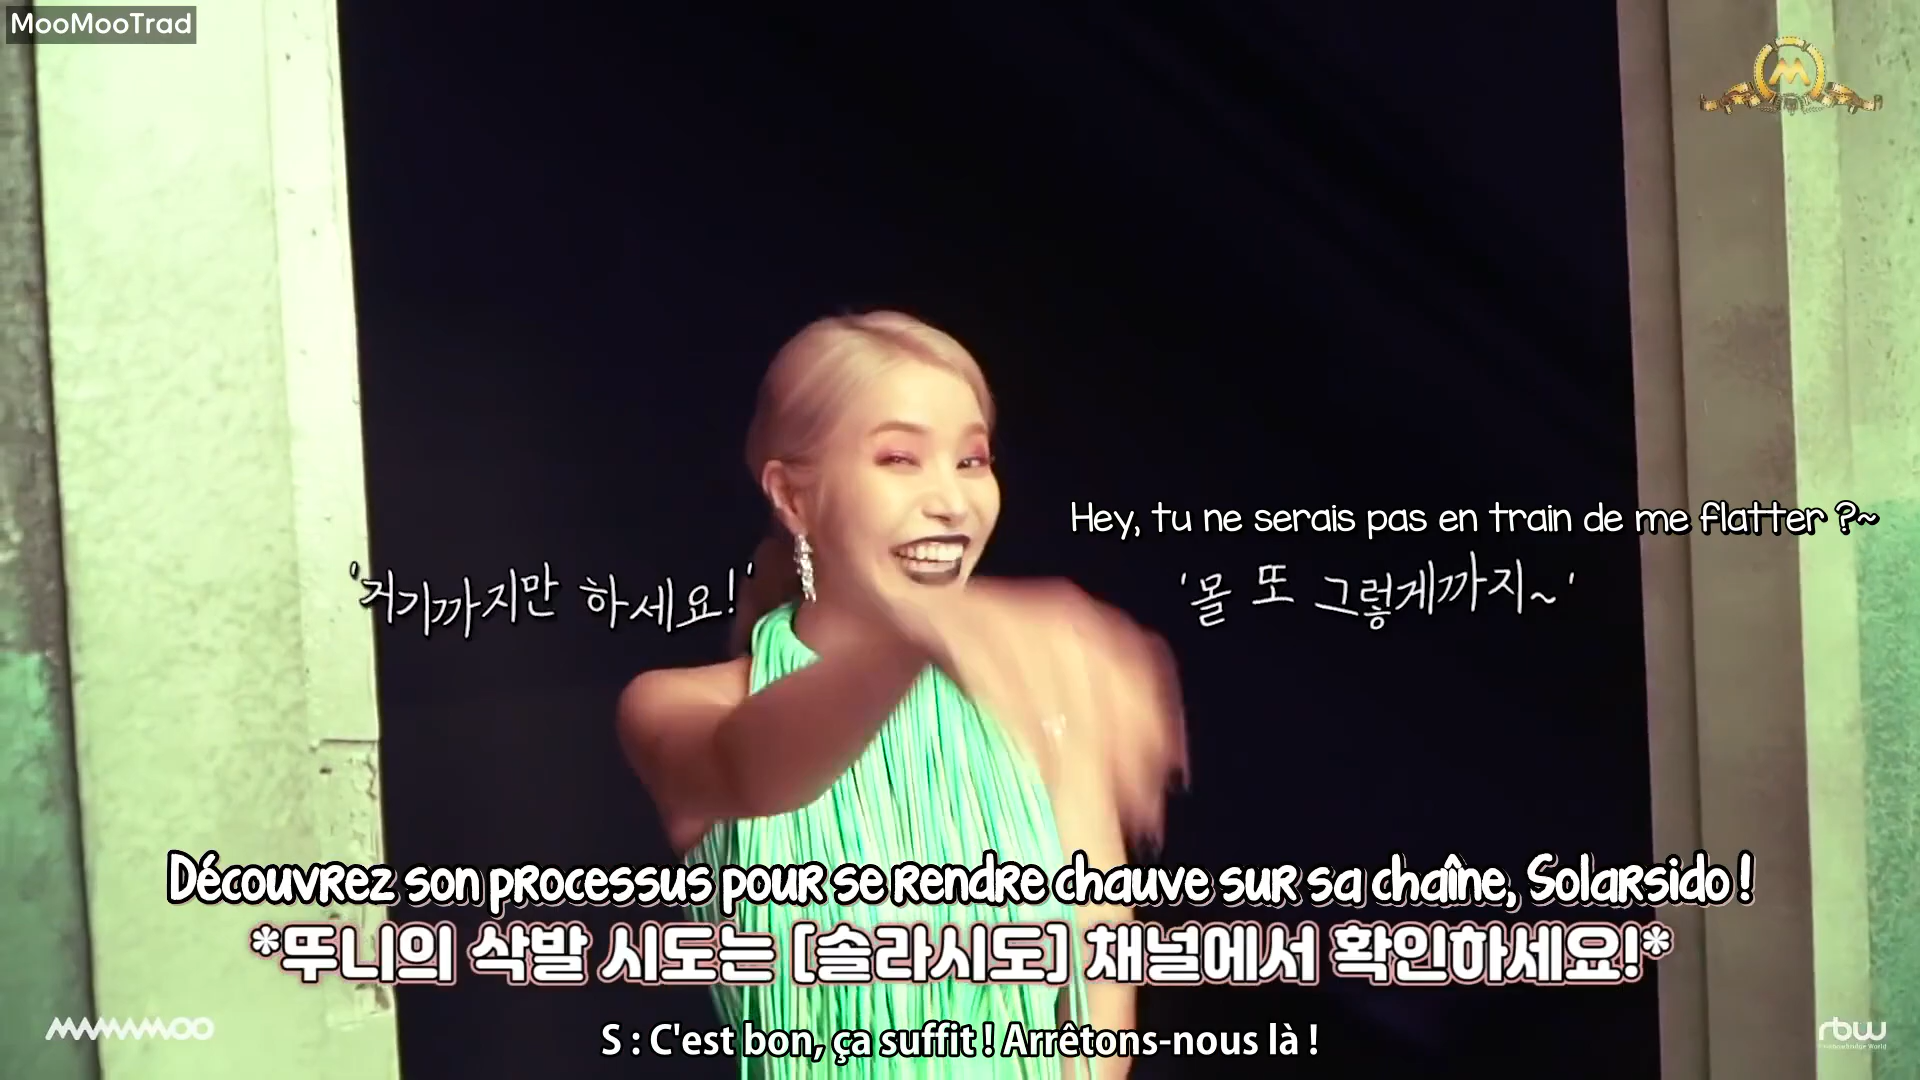 MooMooTrad
M
Hey, tu ne serais pas en train de me flatter ?~
'거기까지만 하세요!'
'몰 또 그렇게까지~'
Découvrez son processus pour se rendre chauve sur sa chaîne, Solarsido !
*뚜니의 삭발 시도는 [솔라시도] 채널에서 확인하세요!*
MAMAMOO
rbw
S : C'est bon, ça suffit ! Arrêtons-nous là !